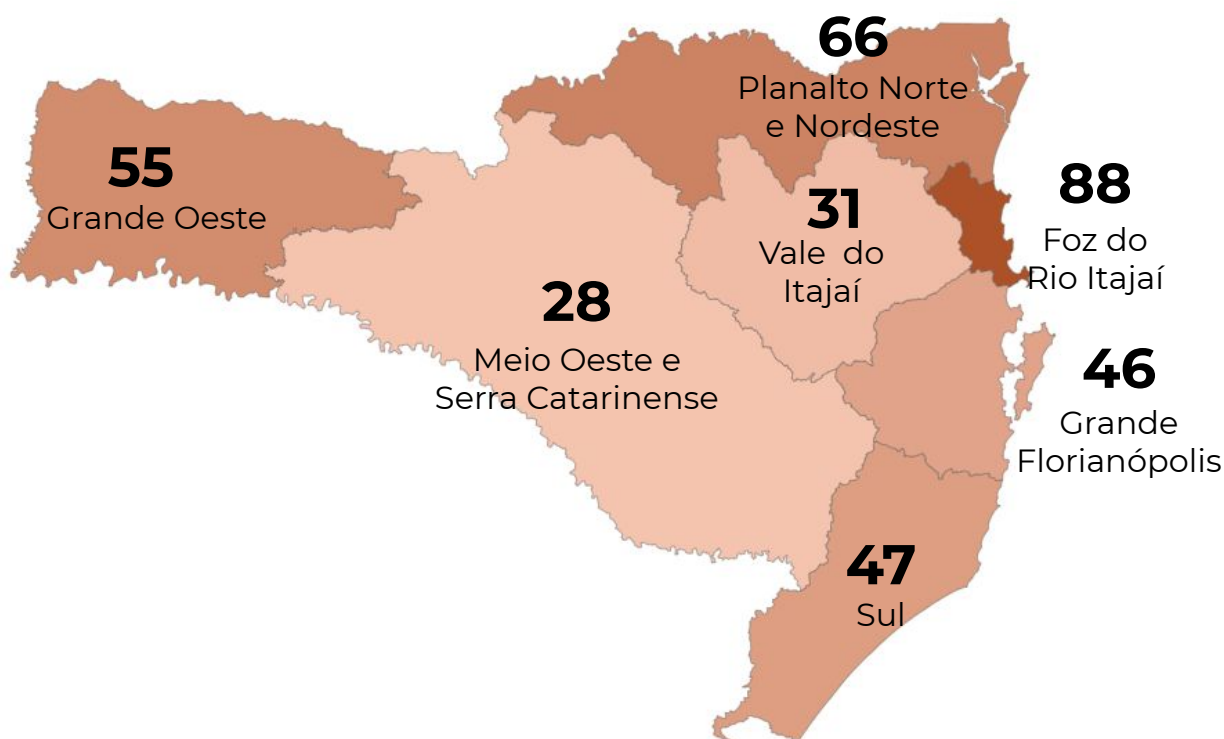 66
Planalto Norte
e Nordeste
55
Grande Oeste
88
Foz do
Rio Itajaí
31
Vale do
Itajaí
28
Meio Oeste e
Serra Catarinense
46
Grande
Florianópolis
47
Sul